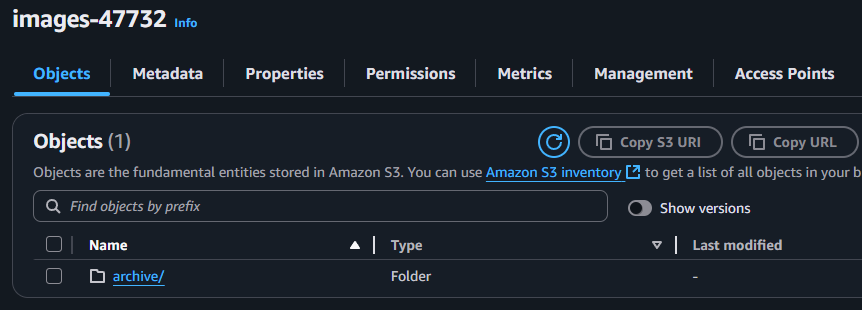 images-47732 Info
Objects Metadata Properties Permissions Metrics Management Access Points
Objects (1) Copy S3 URI Copy URL
Objects are the fundamental entities stored in Amazon S3. You can use Amazon S3 inventory to get a list of all objects in your b
Find objects by prefix Show versions
Name Type Last modified
archive/ Folder -